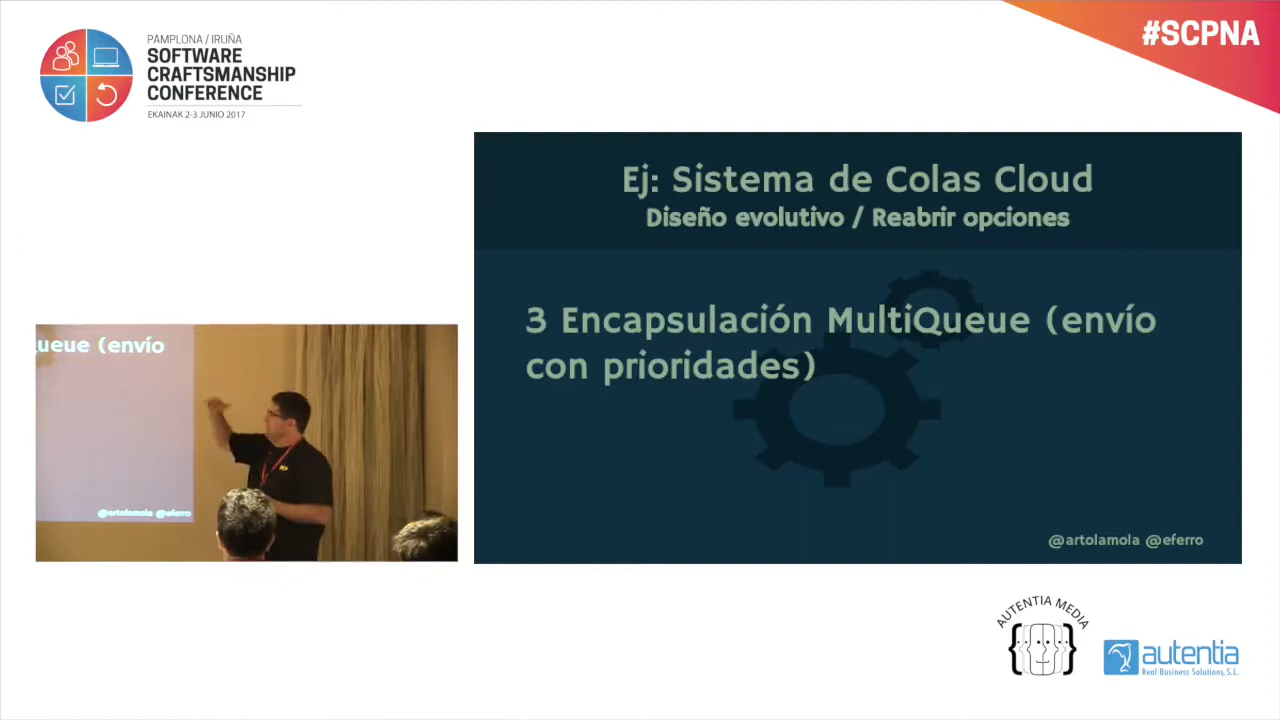 PAMPLONA / IRUÑA
SOFTWARE
CRAFTSMANSHIP
CONFERENCE
EKAINAK 2-3 JUNIO 2017
#SCPNA
Ej: Sistema de Colas Cloud
Diseño evolutivo / Reabrir opciones
3 Encapsulación MultiQueue (envío
con prioridades)
@artolamola @eferro
ueue (envío
@artolamola @eferro
AUTENTIA MEDIA
autentia
Real Business Solutions, S.L.